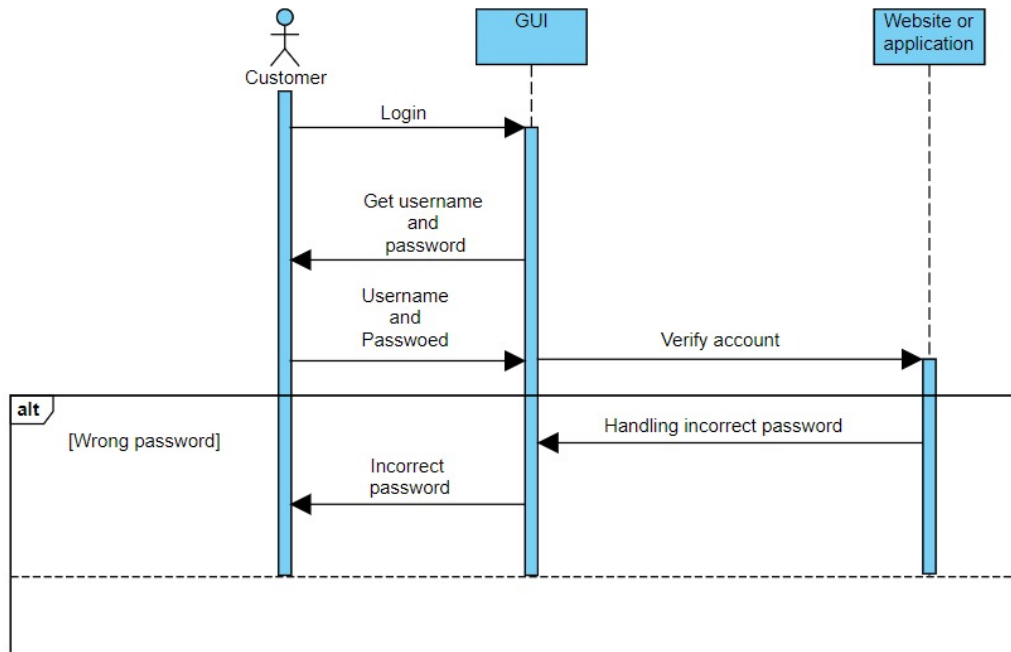 GUI
Website or
application
Customer
Login
Get username
and
password
Username
and
Passwoed
Verify account
alt
[Wrong password]
Handling incorrect password
Incorrect
password